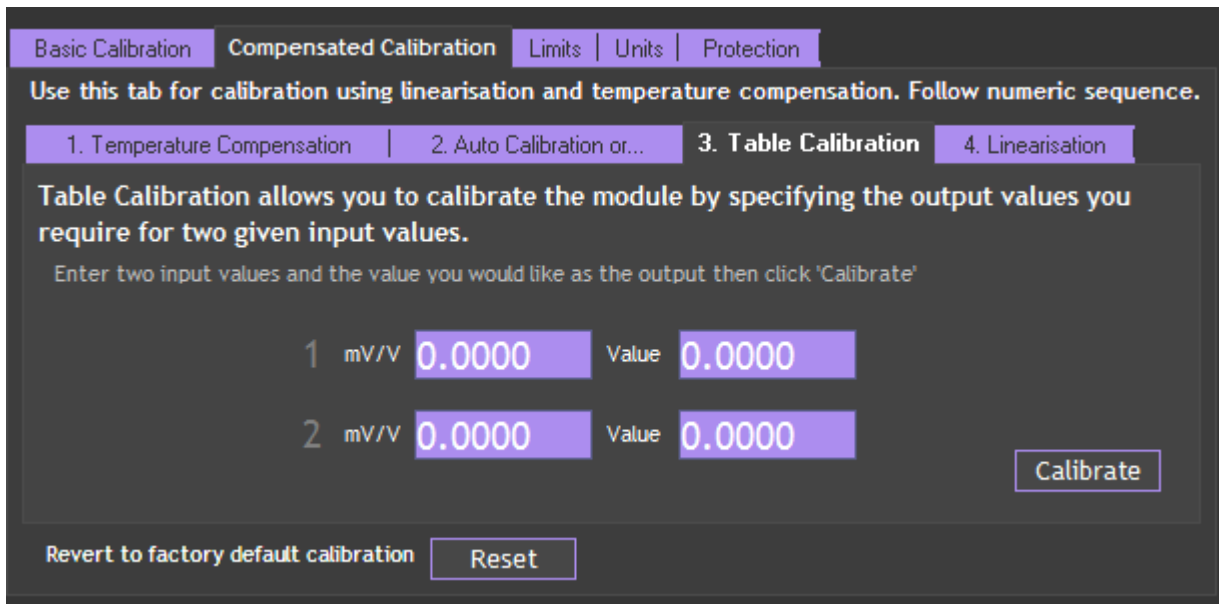 Basic Calibration Compensated Calibration Limits Units Protection
Use this tab for calibration using linearisation and temperature compensation. Follow numeric sequence.
1. Temperature Compensation 2. Auto Calibration or... 3. Table Calibration 4. Linearisation
Table Calibration allows you to calibrate the module by specifying the output values you
require for two given input values.
Enter two input values and the value you would like as the output then click 'Calibrate'
1 mV/V 0.0000 Value 0.0000
2 mV/V 0.0000 Value 0.0000
Calibrate
Revert to factory default calibration Reset